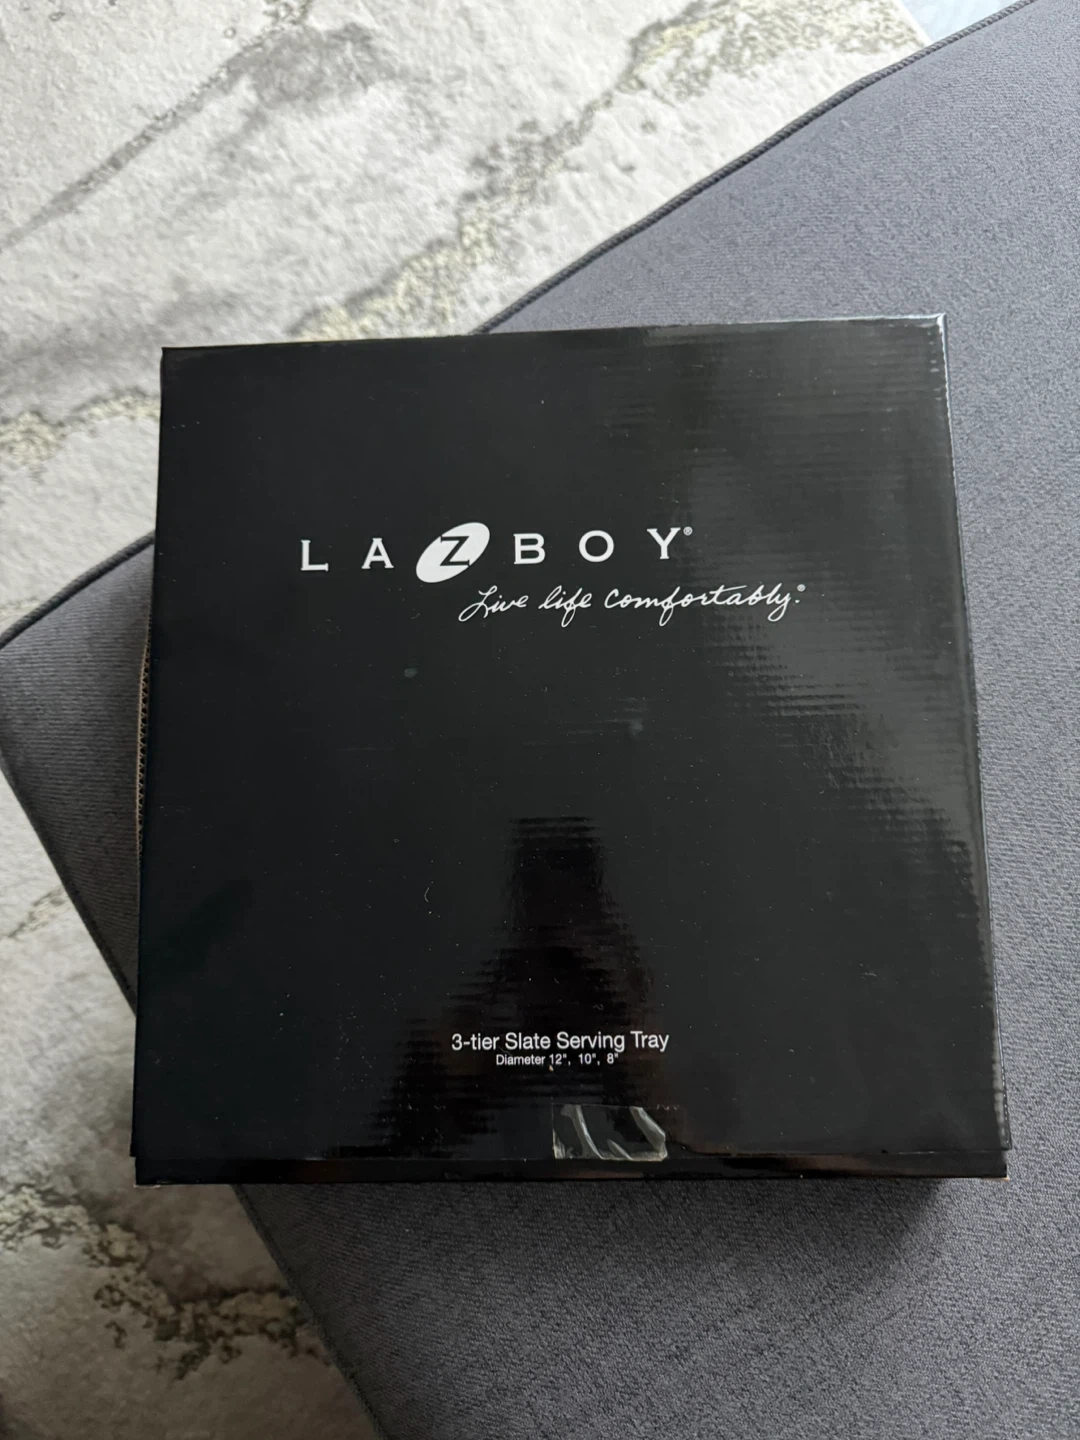 LAZBOY®
Live life comfortably.®
3-tier Slate Serving Tray
Diameter 12", 10", 8"